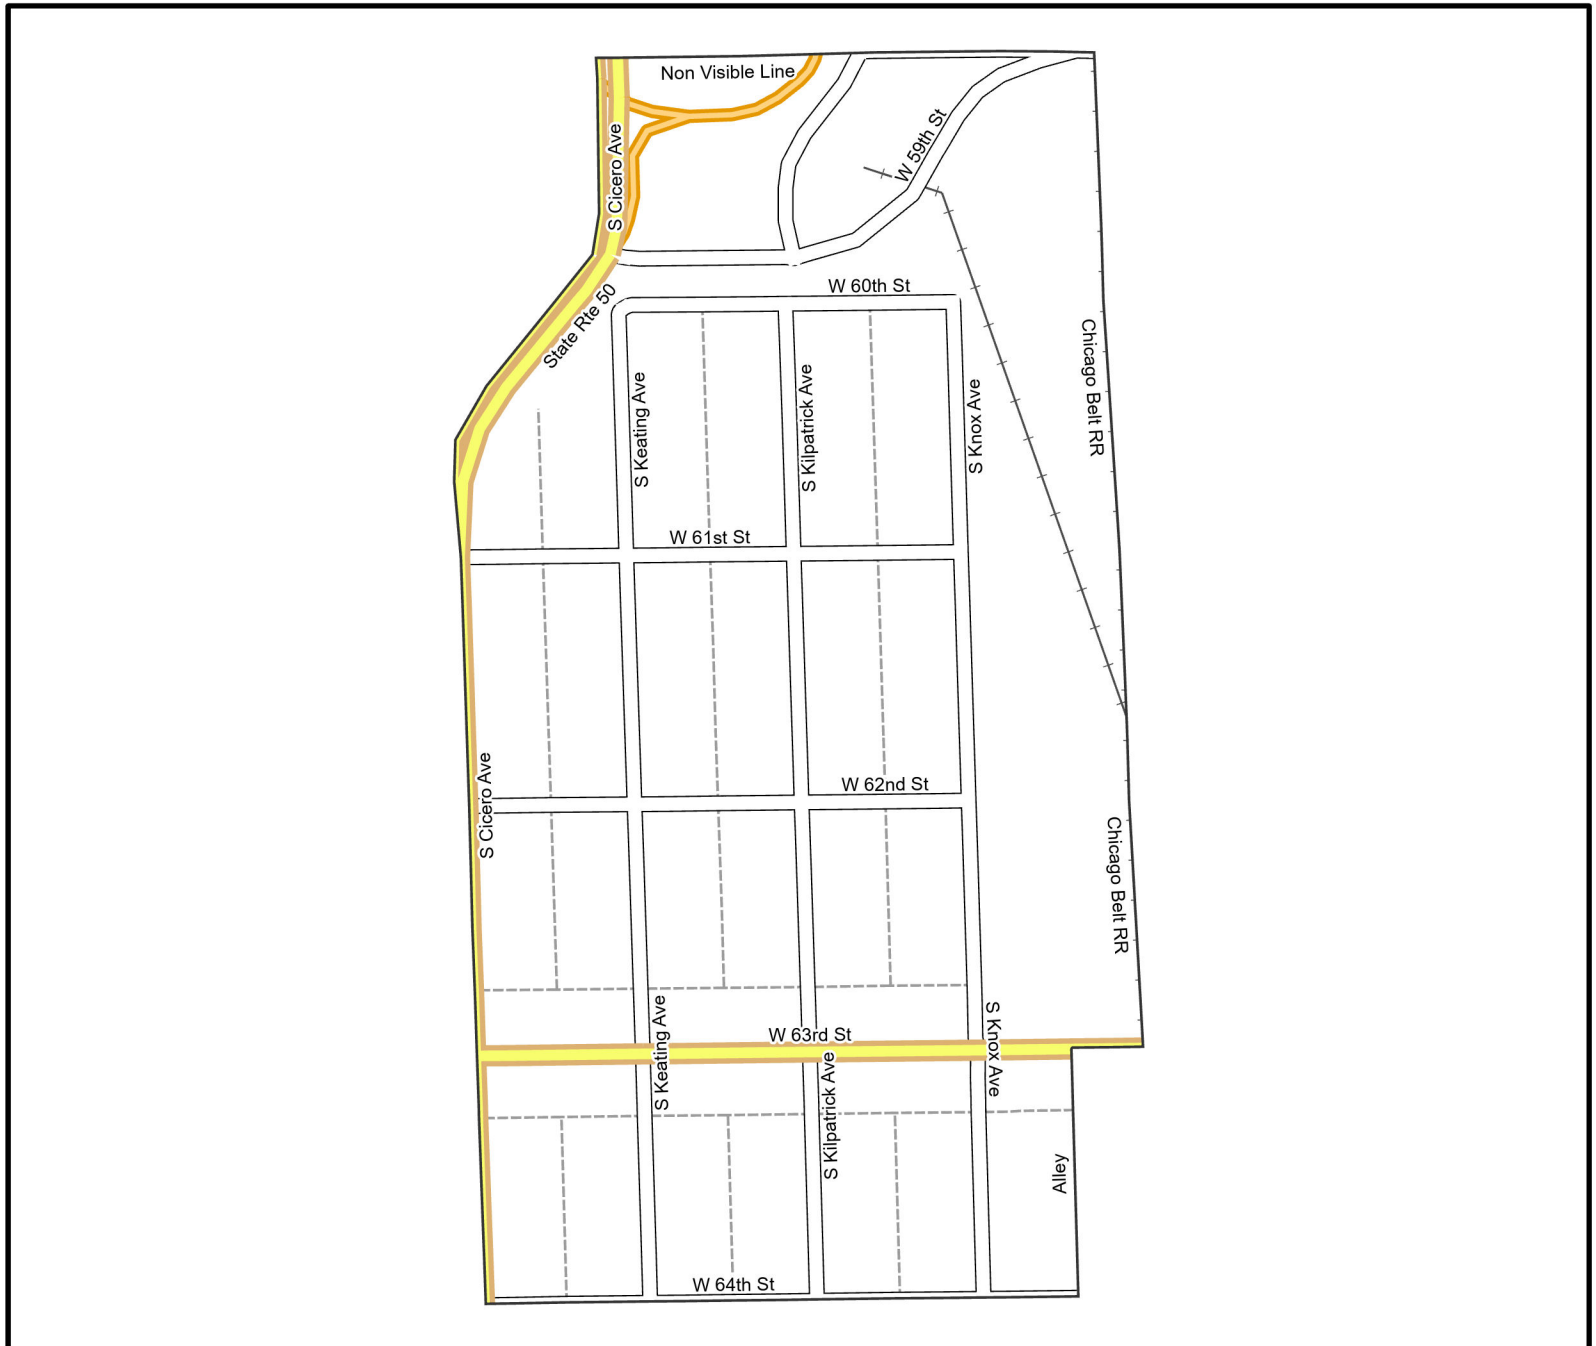 Non Visible Line
S Cicero Ave
W 59th St
W 60th St
State Rte 50
Chicago Belt RR
S Keating Ave
S Kilpatrick Ave
S Knox Ave
W 61st St
W 62nd St
S Cicero Ave
Chicago Belt RR
S Keating Ave
W 63rd St
S Knox Ave
S Kilpatrick Ave
Alley
W 64th St